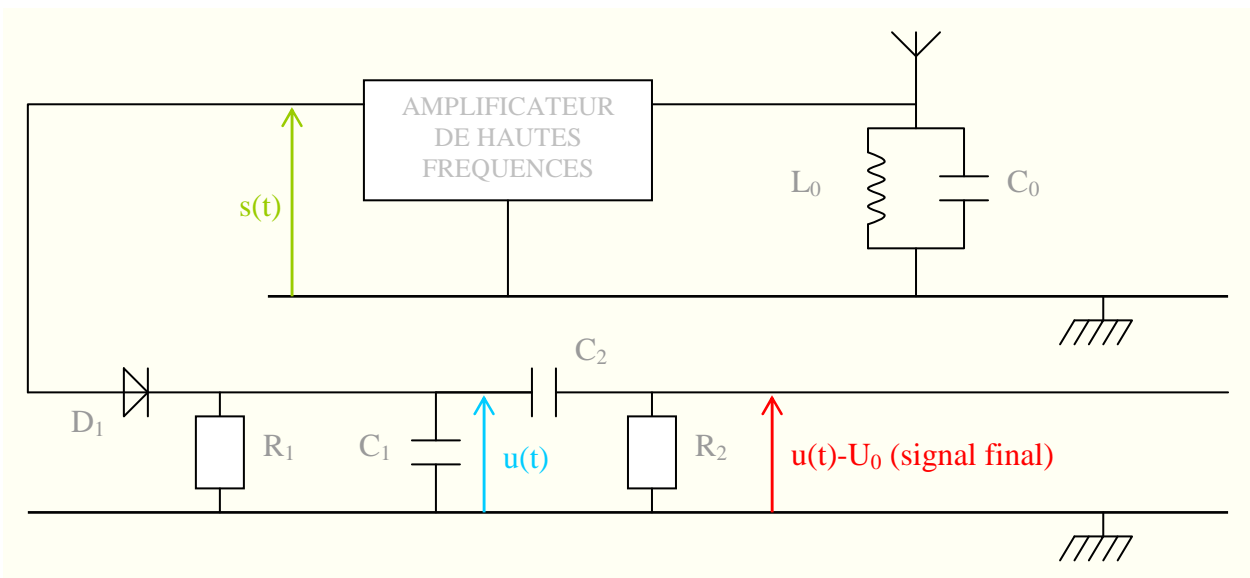 AMPLIFICATEUR
DE HAUTES
FREQUENCES
s(t)
L₀
C₀
C₂
D₁
R₁
C₁
u(t)
R₂
u(t)-U₀ (signal final)